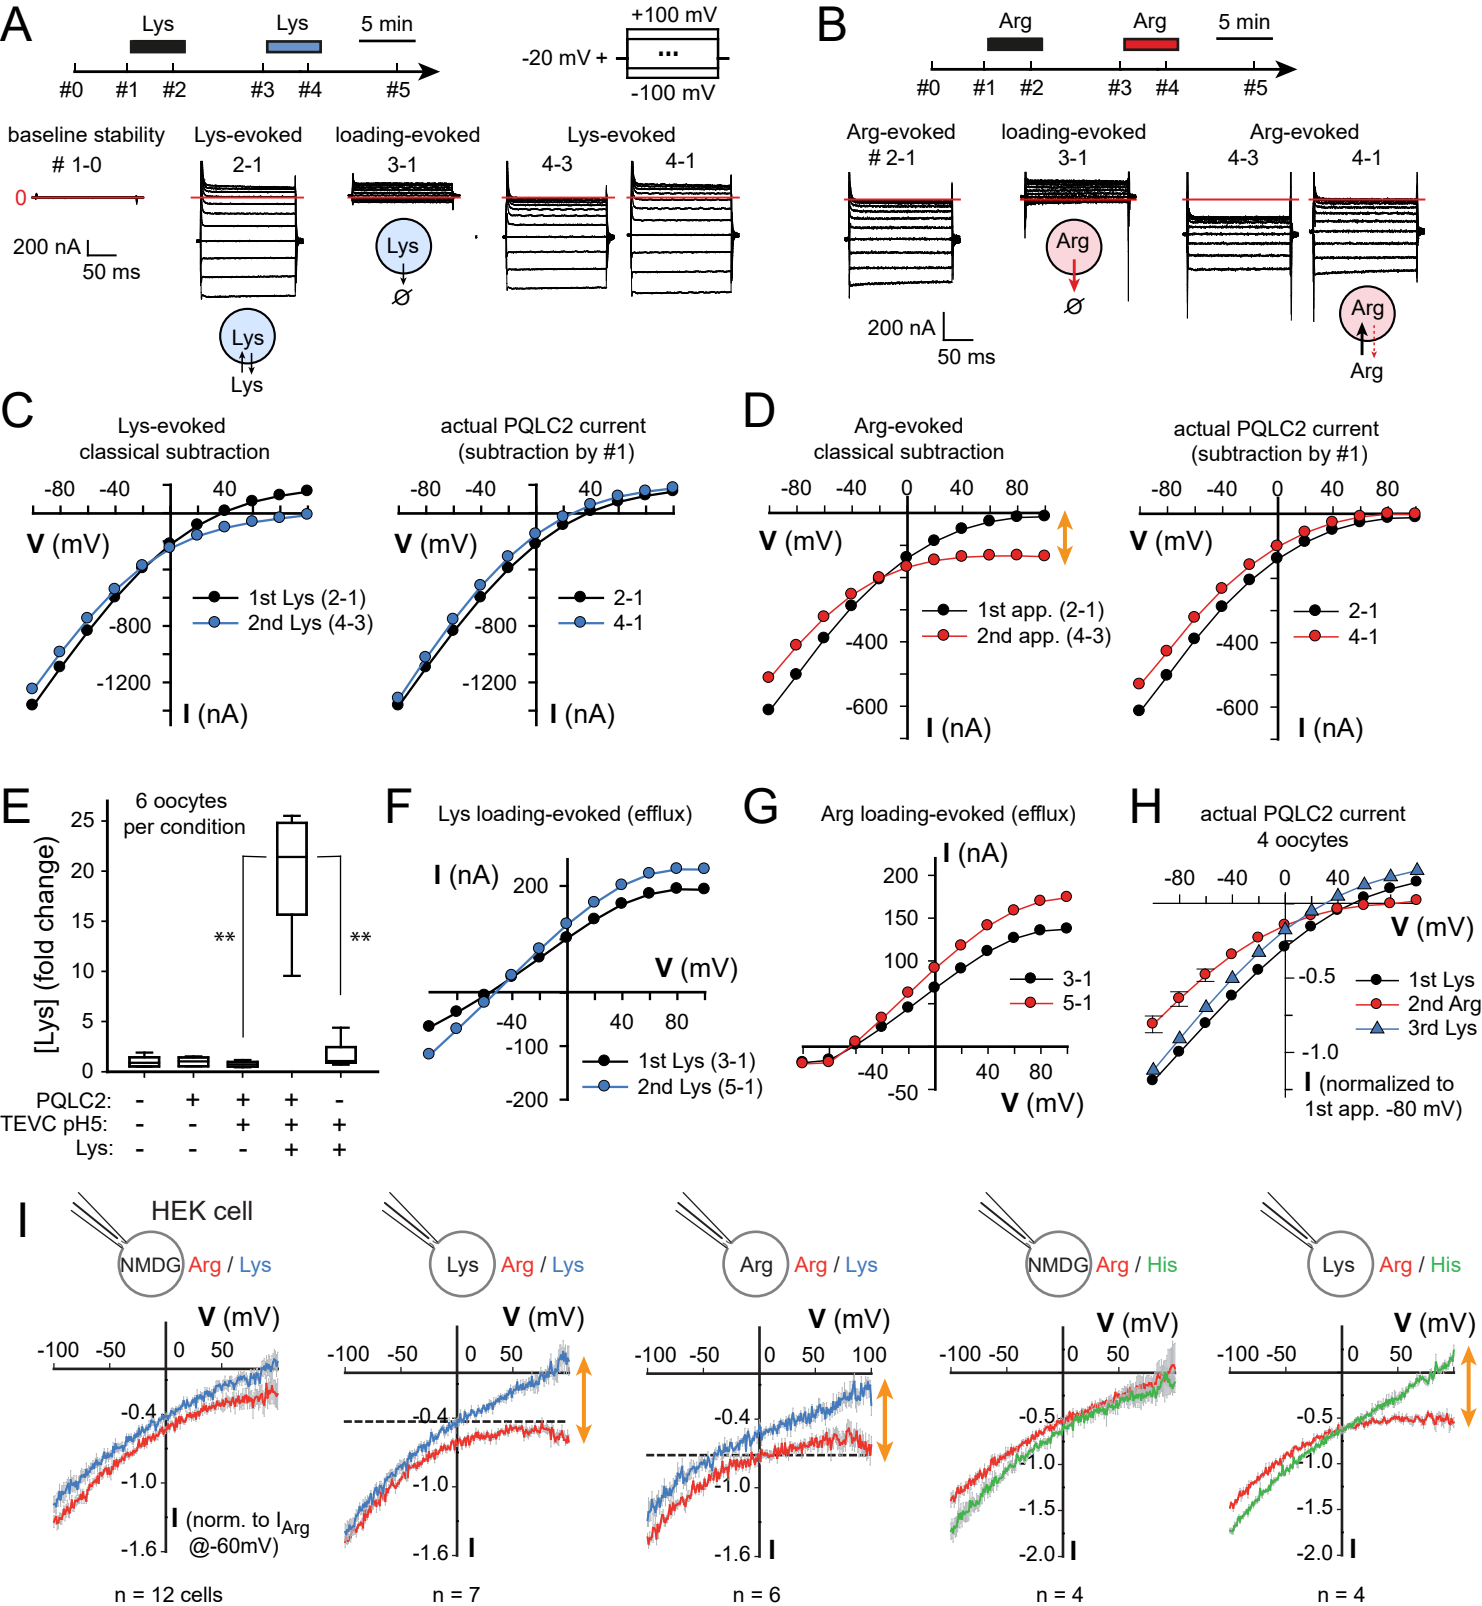 A
Lys
Lys
5 min
#0 #1 #2 #3 #4 #5
+100 mV
-20 mV +
...
-100 mV
baseline stability
# 1-0
Lys-evoked
2-1
loading-evoked
3-1
Lys-evoked
4-3
4-1
0
200 nA
50 ms
Lys
Lys
Lys
Ø
B
Arg
Arg
5 min
#0 #1 #2 #3 #4 #5
Arg-evoked
# 2-1
loading-evoked
3-1
Arg-evoked
4-3
4-1
200 nA
50 ms
Arg
Ø
Arg
Arg
C
Lys-evoked
classical subtraction
-80 -40 40
V (mV)
1st Lys (2-1)
2nd Lys (4-3)
-800
-1200
I (nA)
actual PQLC2 current
(subtraction by #1)
-80 -40 0 40
V (mV)
2-1
4-1
-800
-1200
I (nA)
D
Arg-evoked
classical subtraction
-80 -40 0 40 80
V (mV)
1st app. (2-1)
2nd app. (4-3)
-400
-600
I (nA)
actual PQLC2 current
(subtraction by #1)
-80 -40 0 40 80
V (mV)
2-1
4-1
-400
-600
I (nA)
E
6 oocytes
per condition
[Lys] (fold change)
25
20
15
10
5
0
** **
PQLC2: - + + + -
TEVC pH5: - - + + +
Lys: - - - + +
F
Lys loading-evoked (efflux)
I (nA)
200
V (mV)
-40 40 80
-100
-200
1st Lys (3-1)
2nd Lys (5-1)
G
Arg loading-evoked (efflux)
I (nA)
200
150
100
3-1
5-1
-40 40 80
-50
V (mV)
H
actual PQLC2 current
4 oocytes
-80 -40 0 40
V (mV)
-0.5
-1.0
1st Lys
2nd Arg
3rd Lys
I (normalized to
1st app. -80 mV)
I
HEK cell
NMDG Arg / Lys
V (mV)
-100 -50 0 50
-0.4
-1.0
-1.6
I (norm. to IArg
@-60mV)
n = 12 cells
Lys Arg / Lys
V (mV)
-100 -50 0 50
-0.4
-1.0
-1.6
I
n = 7
Arg Arg / Lys
V (mV)
-100 -50 0 50 100
-0.4
-1.0
-1.6
I
n = 6
NMDG Arg / His
V (mV)
-100 -50 0 50
-0.5
-1.0
-1.5
-2.0
I
n = 4
Lys Arg / His
V (mV)
-100 -50 0 50
-0.5
-1.0
-1.5
-2.0
I
n = 4